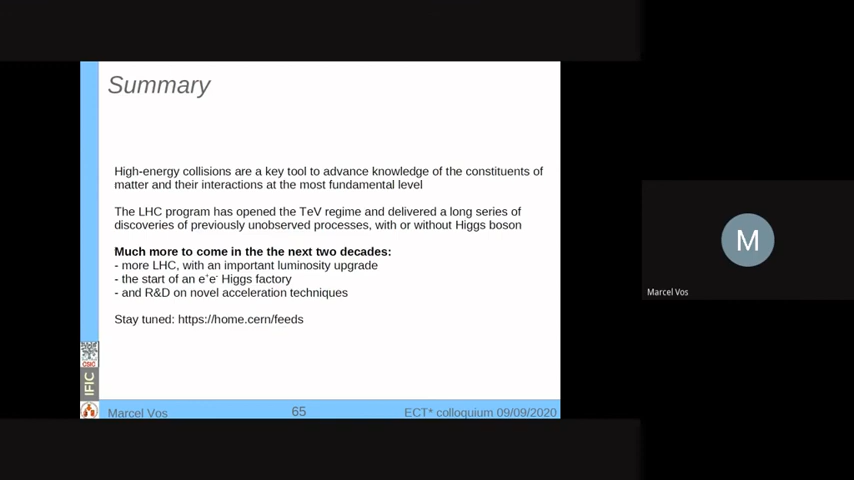 Summary
High-energy collisions are a key tool to advance knowledge of the constituents of
matter and their interactions at the most fundamental level
The LHC program has opened the TeV regime and delivered a long series of
discoveries of previously unobserved processes, with or without Higgs boson
Much more to come in the the next two decades:
- more LHC, with an important luminosity upgrade
- the start of an e⁺e⁻ Higgs factory
- and R&D on novel acceleration techniques
Stay tuned: https://home.cern/feeds
CSIC
IFIC
Marcel Vos
65
ECT* colloquium 09/09/2020
M
Marcel Vos